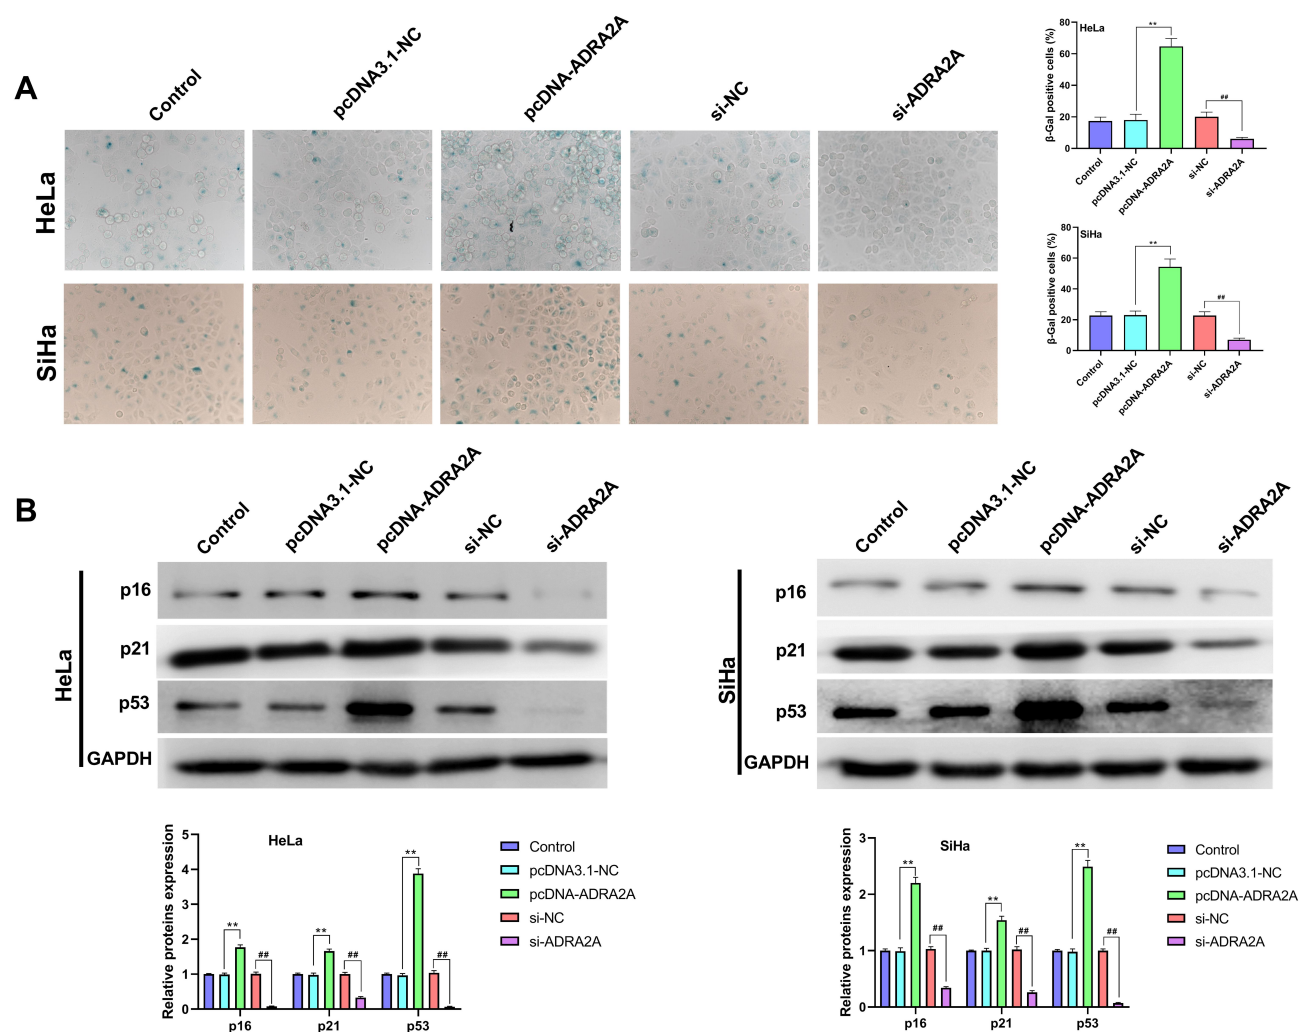 A
Control
pcDNA3.1-NC
pcDNA-ADRA2A
si-NC
si-ADRA2A
HeLa
SiHa
HeLa
β-Gal positive cells (%)
80
60
40
20
0
**
##
Control
pcDNA3.1-NC
pcDNA-ADRA2A
si-NC
si-ADRA2A
SiHa
β-Gal positive cells (%)
80
60
40
20
0
**
##
Control
pcDNA3.1-NC
pcDNA-ADRA2A
si-NC
si-ADRA2A
B
Control
pcDNA3.1-NC
pcDNA-ADRA2A
si-NC
si-ADRA2A
HeLa
p16
p21
p53
GAPDH
Control
pcDNA3.1-NC
pcDNA-ADRA2A
si-NC
si-ADRA2A
SiHa
p16
p21
p53
GAPDH
HeLa
Relative proteins expression
5
4
3
2
1
0
**
##
**
##
**
##
p16
p21
p53
Control
pcDNA3.1-NC
pcDNA-ADRA2A
si-NC
si-ADRA2A
SiHa
Relative proteins expression
3
2
1
0
**
##
**
##
**
##
p16
p21
p53
Control
pcDNA3.1-NC
pcDNA-ADRA2A
si-NC
si-ADRA2A